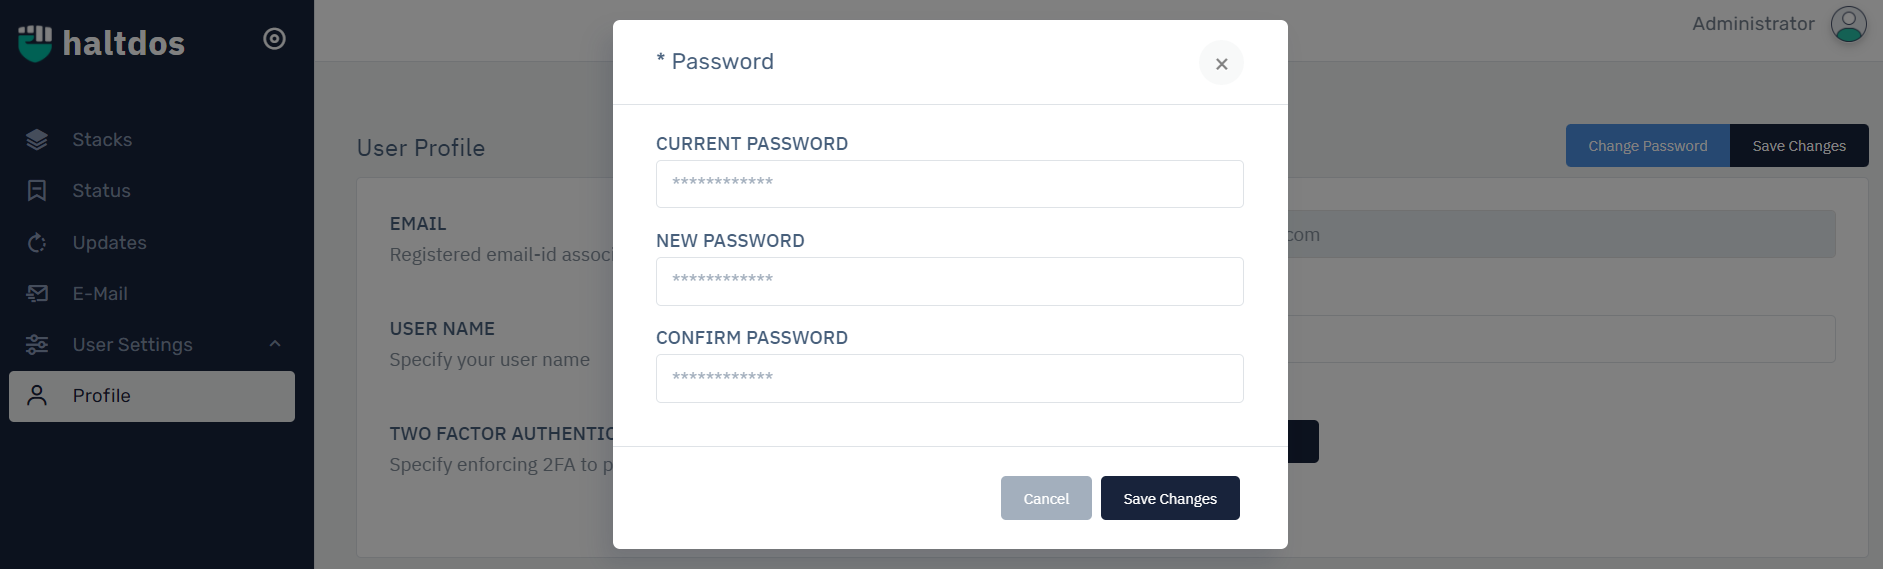 haltdos
Stacks
Status
Updates
E-Mail
User Settings
Profile
Administrator
User Profile
Change Password
Save Changes
EMAIL
Registered email-id
com
USER NAME
Specify your user name
TWO FACTOR
Specify enforcing 2FA to
* Password
CURRENT PASSWORD
************
NEW PASSWORD
************
CONFIRM PASSWORD
************
Cancel
Save Changes